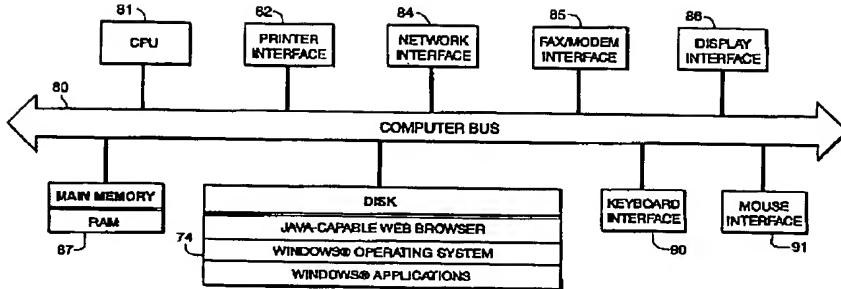 81
CPU
82
PRINTER
INTERFACE
84
NETWORK
INTERFACE
85
FAX/MODEM
INTERFACE
86
DISPLAY
INTERFACE
80
COMPUTER BUS
MAIN MEMORY
RAM
87
74
DISK
JAVA-CAPABLE WEB BROWSER
WINDOWS® OPERATING SYSTEM
WINDOWS® APPLICATIONS
KEYBOARD
INTERFACE
90
MOUSE
INTERFACE
91